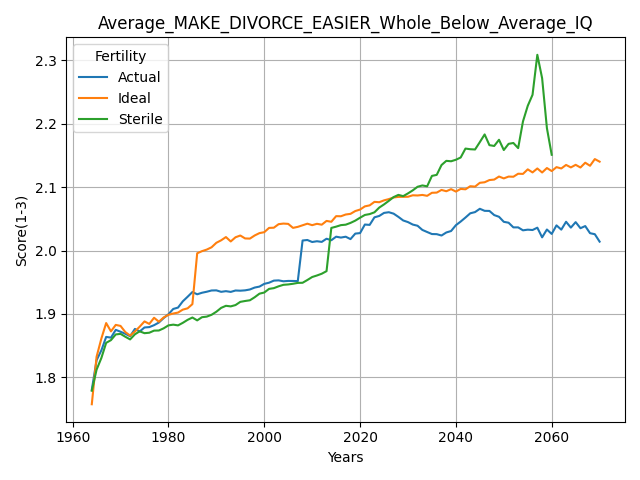 Average_MAKE_DIVORCE_EASIER_Whole_Below_Average_IQ
Fertility
Actual
Ideal
Sterile
Score(1-3)
2.3
2.2
2.1
2.0
1.9
1.8
1960
1980
2000
2020
2040
2060
Years